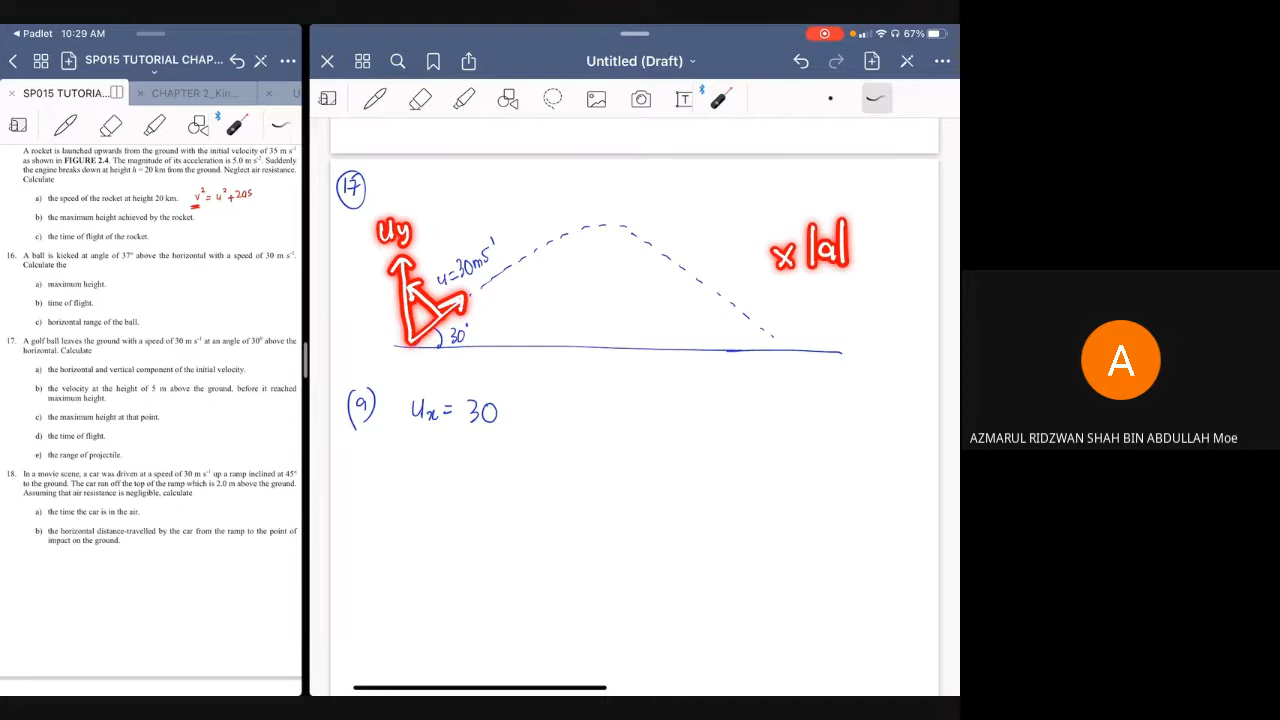 Padlet 10:29 AM
67%
SP015 TUTORIAL CHAP...
Untitled (Draft)
SP015 TUTORIA...
CHAPTER 2_Kin...
A rocket is launched upwards from the ground with the initial velocity of 35 m s⁻¹
as shown in FIGURE 2.4. The magnitude of its acceleration is 5.0 m s⁻². Suddenly
the engine breaks down at height h = 20 km from the ground. Neglect air resistance.
Calculate
a) the speed of the rocket at height 20 km. v² = u² + 2as
b) the maximum height achieved by the rocket.
c) the time of flight of the rocket.
16. A ball is kicked at angle of 37° above the horizontal with a speed of 30 m s⁻¹.
Calculate the
a) maximum height.
b) time of flight.
c) horizontal range of the ball.
17. A golf ball leaves the ground with a speed of 30 m s⁻¹ at an angle of 30⁰ above the
horizontal. Calculate
a) the horizontal and vertical component of the initial velocity.
b) the velocity at the height of 5 m above the ground, before it reached
maximum height.
c) the maximum height at that point.
d) the time of flight.
e) the range of projectile.
18. In a movie scene, a car was driven at a speed of 30 m s⁻¹ up a ramp inclined at 45°
to the ground. The car ran off the top of the ramp which is 2.0 m above the ground.
Assuming that air resistance is negligible, calculate
a) the time the car is in the air.
b) the horizontal distance-travelled by the car from the ramp to the point of
impact on the ground.
17
uy
u=30ms⁻¹
x |a|
30°
(a) ux = 30
A
AZMARUL RIDZWAN SHAH BIN ABDULLAH Moe